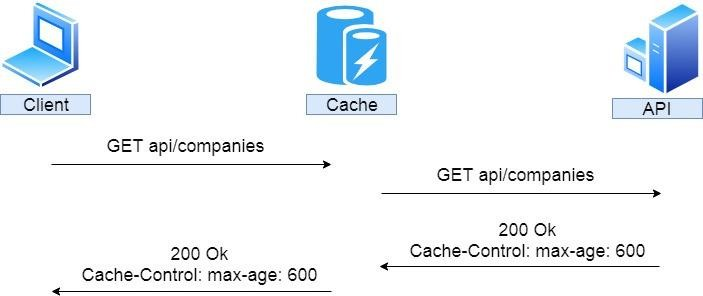 Client
Cache
API
GET api/companies
GET api/companies
200 Ok
Cache-Control: max-age: 600
200 Ok
Cache-Control: max-age: 600